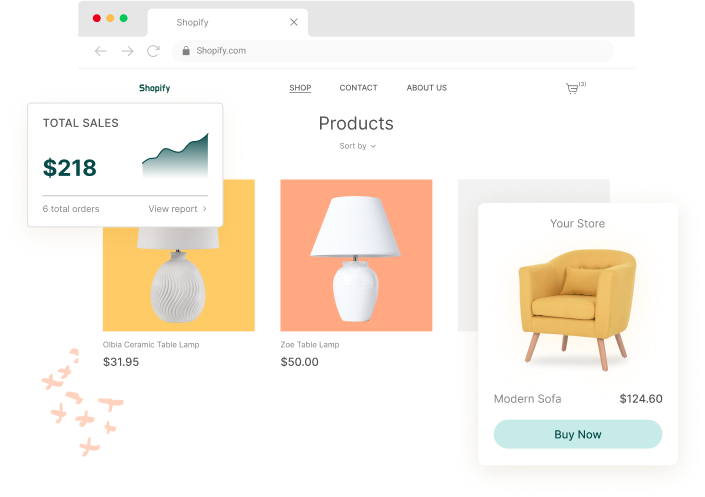 Shopify
Shopify.com
Shopify
SHOP CONTACT ABOUT US
(3)
Products
Sort by
TOTAL SALES
$218
6 total orders View report
Olbia Ceramic Table Lamp
$31.95
Zoe Table Lamp
$50.00
Your Store
Modern Sofa $124.60
Buy Now